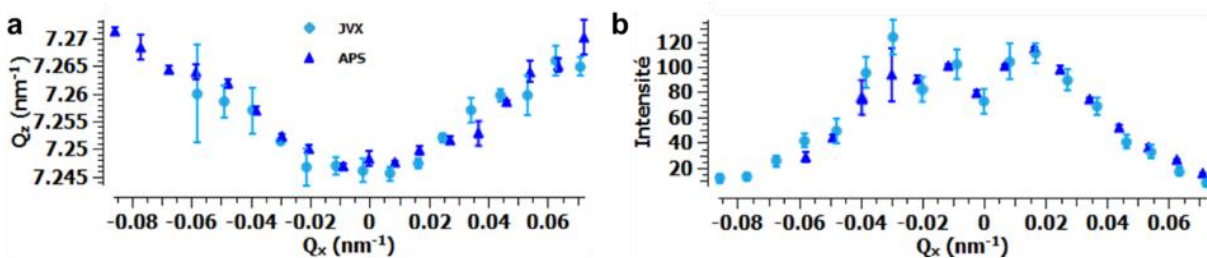 a
Qz (nm⁻¹)
7.27
7.265
7.26
7.255
7.25
7.245
JVX
APS
-0.08 -0.06 -0.04 -0.02 0 0.02 0.04 0.06
Qx (nm⁻¹)
b
Intensité
120
100
80
60
40
20
-0.08 -0.06 -0.04 -0.02 0 0.02 0.04 0.06
Qx (nm⁻¹)